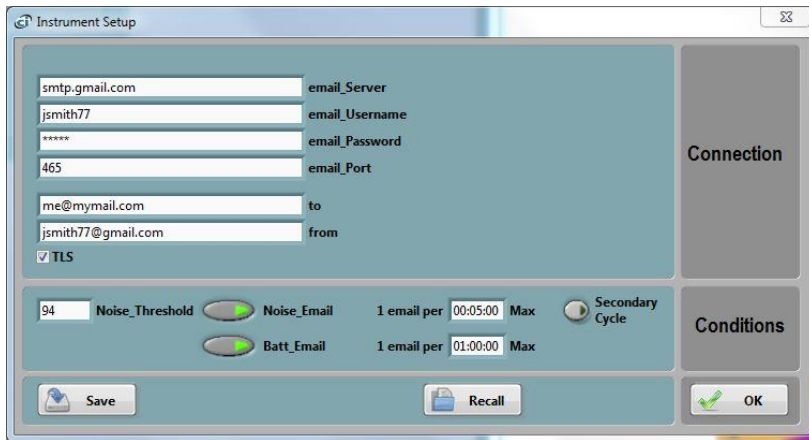 ci Instrument Setup
smtp.gmail.com email_Server
jsmith77 email_Username
***** email_Password
465 email_Port
me@mymail.com to
jsmith77@gmail.com from
TLS
Connection
94 Noise_Threshold Noise_Email 1 email per 00:05:00 Max Secondary Cycle
Batt_Email 1 email per 01:00:00 Max
Conditions
Save Recall OK